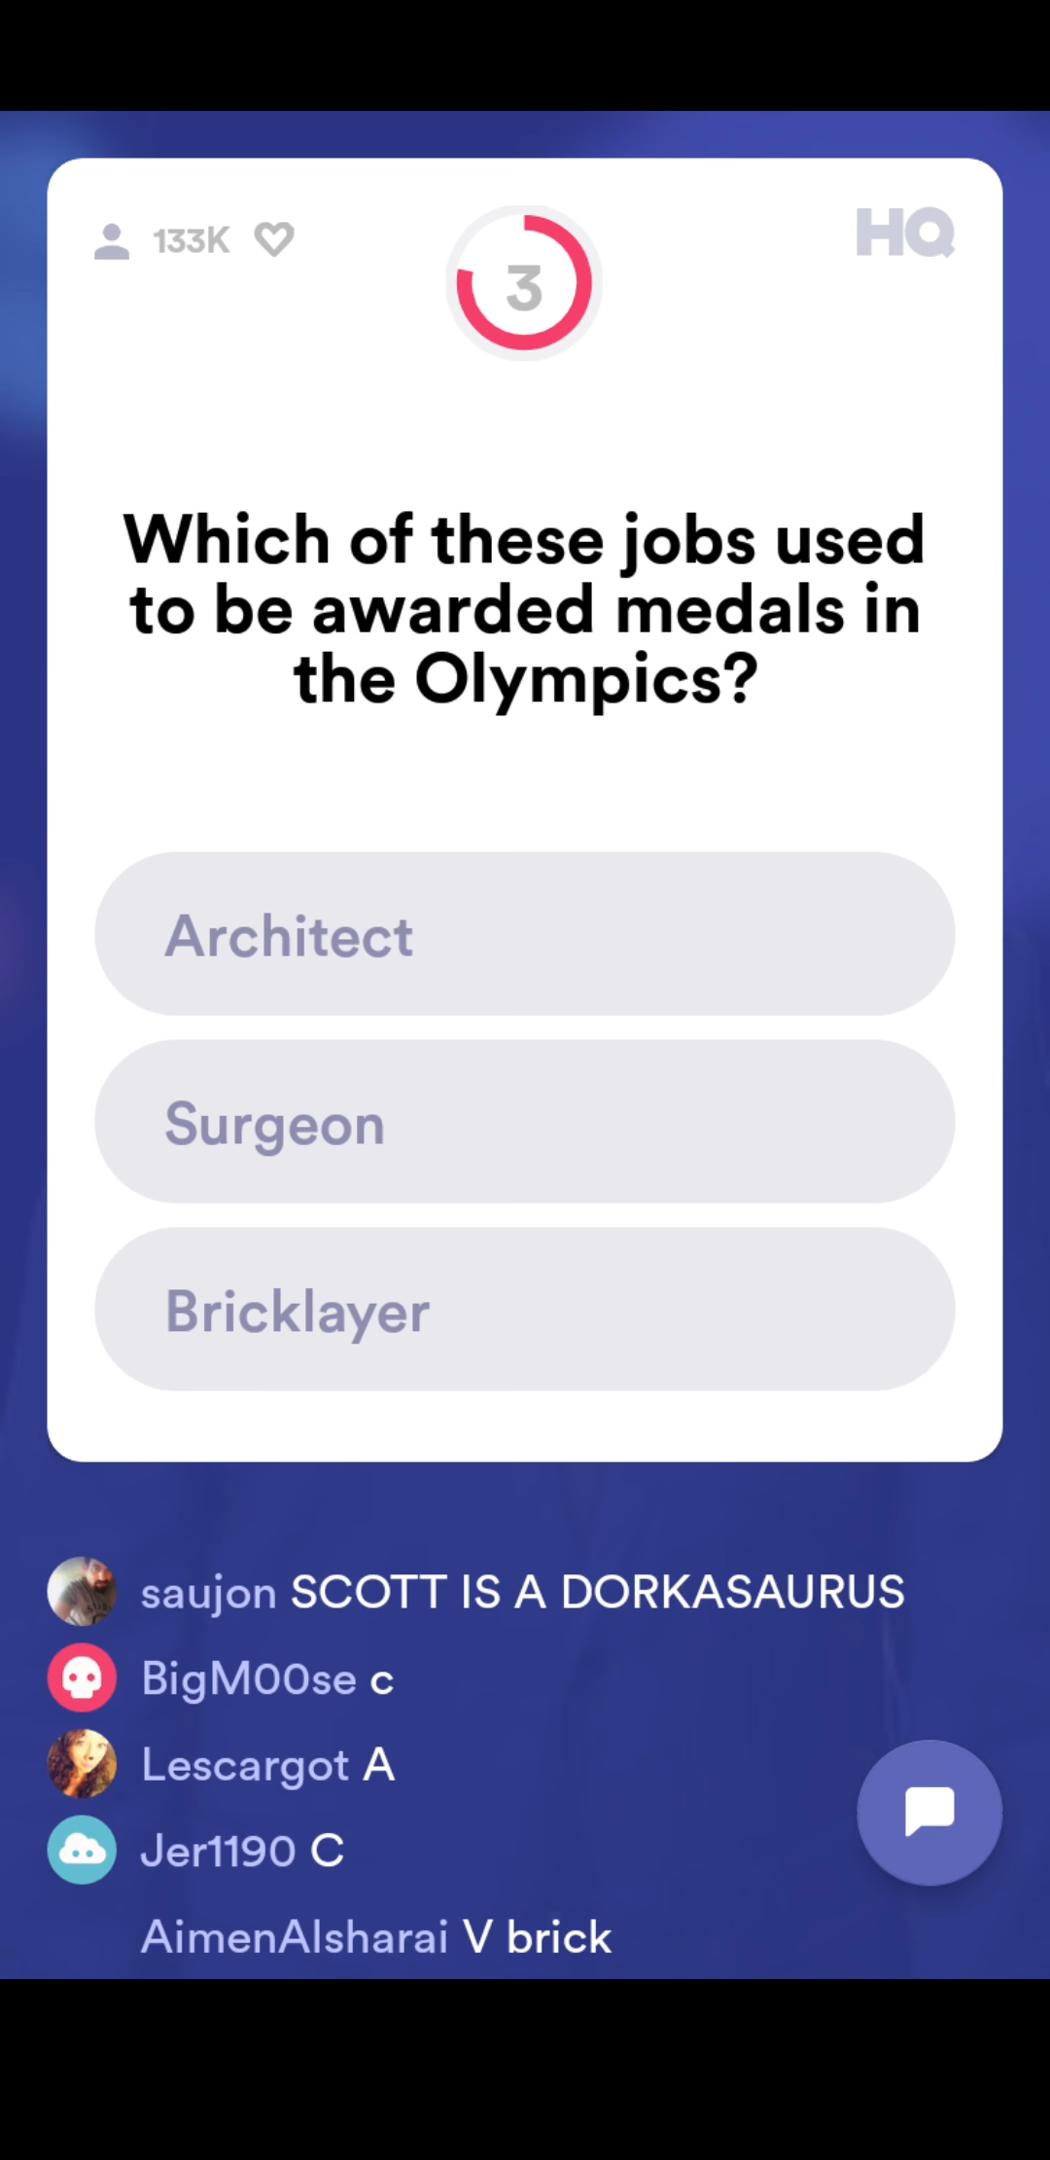 133K
3
HQ
Which of these jobs used
to be awarded medals in
the Olympics?
Architect
Surgeon
Bricklayer
saujon SCOTT IS A DORKASAURUS
BigM00se c
Lescargot A
Jer1190 C
AimenAlsharai V brick